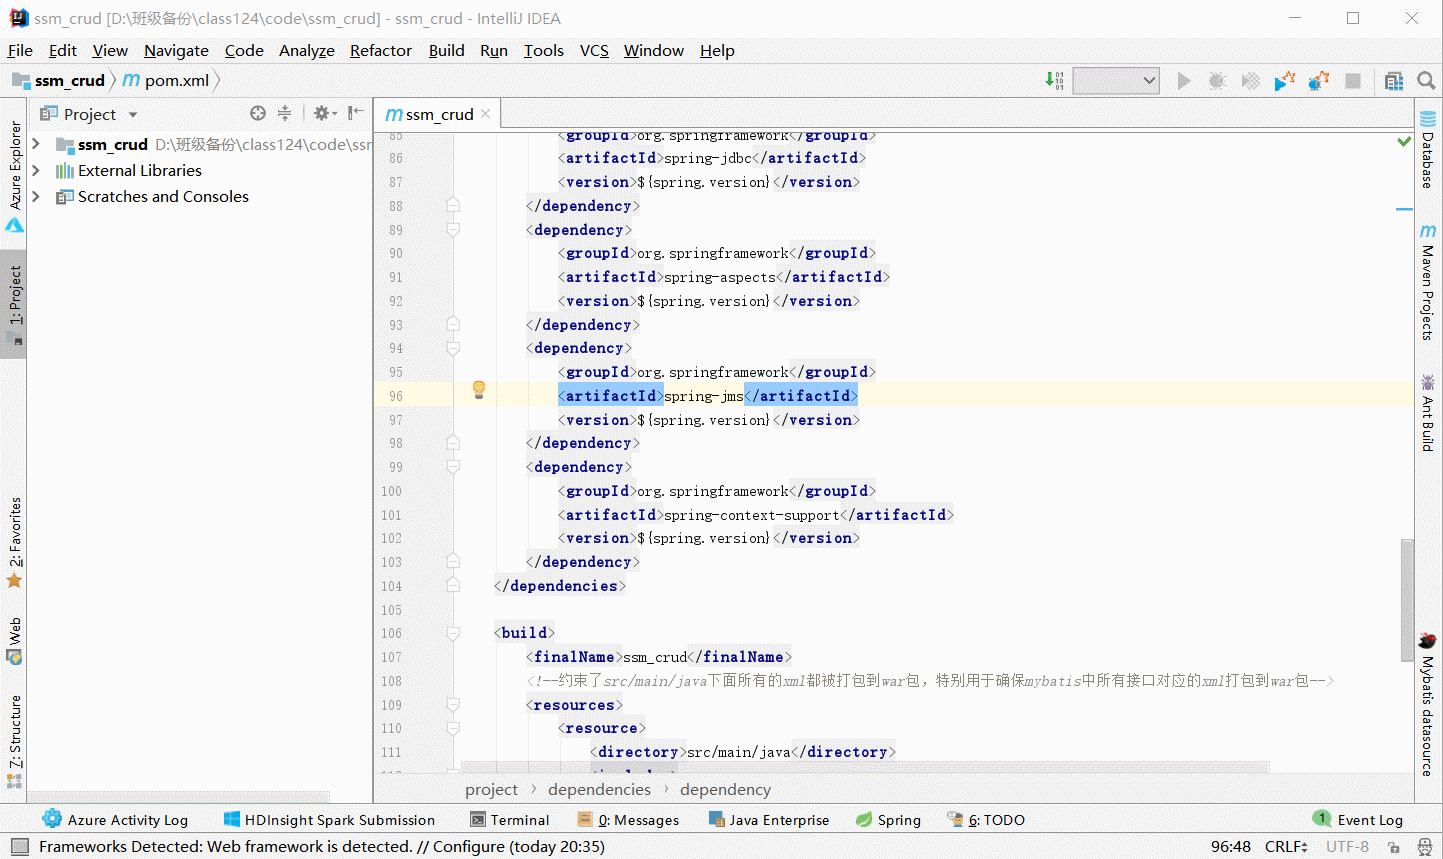 ssm_crud [D:\班级备份\class124\code\ssm_crud] - ssm_crud - IntelliJ IDEA
File Edit View Navigate Code Analyze Refactor Build Run Tools VCS Window Help
ssm_crud m pom.xml
Project
ssm_crud D:\班级备份\class124\code\ssm
External Libraries
Scratches and Consoles
Azure Explorer
1: Project
2: Favorites
Web
Z: Structure
m ssm_crud
85 <groupId>org.springframework</groupId>
86 <artifactId>spring-jdbc</artifactId>
87 <version>${spring.version}</version>
88 </dependency>
89 <dependency>
90 <groupId>org.springframework</groupId>
91 <artifactId>spring-aspects</artifactId>
92 <version>${spring.version}</version>
93 </dependency>
94 <dependency>
95 <groupId>org.springframework</groupId>
96 <artifactId>spring-jms</artifactId>
97 <version>${spring.version}</version>
98 </dependency>
99 <dependency>
100 <groupId>org.springframework</groupId>
101 <artifactId>spring-context-support</artifactId>
102 <version>${spring.version}</version>
103 </dependency>
104 </dependencies>
105
106 <build>
107 <finalName>ssm_crud</finalName>
108 <!--约束了src/main/java下面所有的xml都被打包到war包，特别用于确保mybatis中所有接口对应的xml打包到war包-->
109 <resources>
110 <resource>
111 <directory>src/main/java</directory>
project › dependencies › dependency
Database
m Maven Projects
Ant Build
Mybatis datasource
Azure Activity Log HDInsight Spark Submission Terminal 0: Messages Java Enterprise Spring 6: TODO 1 Event Log
Frameworks Detected: Web framework is detected. // Configure (today 20:35) 96:48 CRLF UTF-8